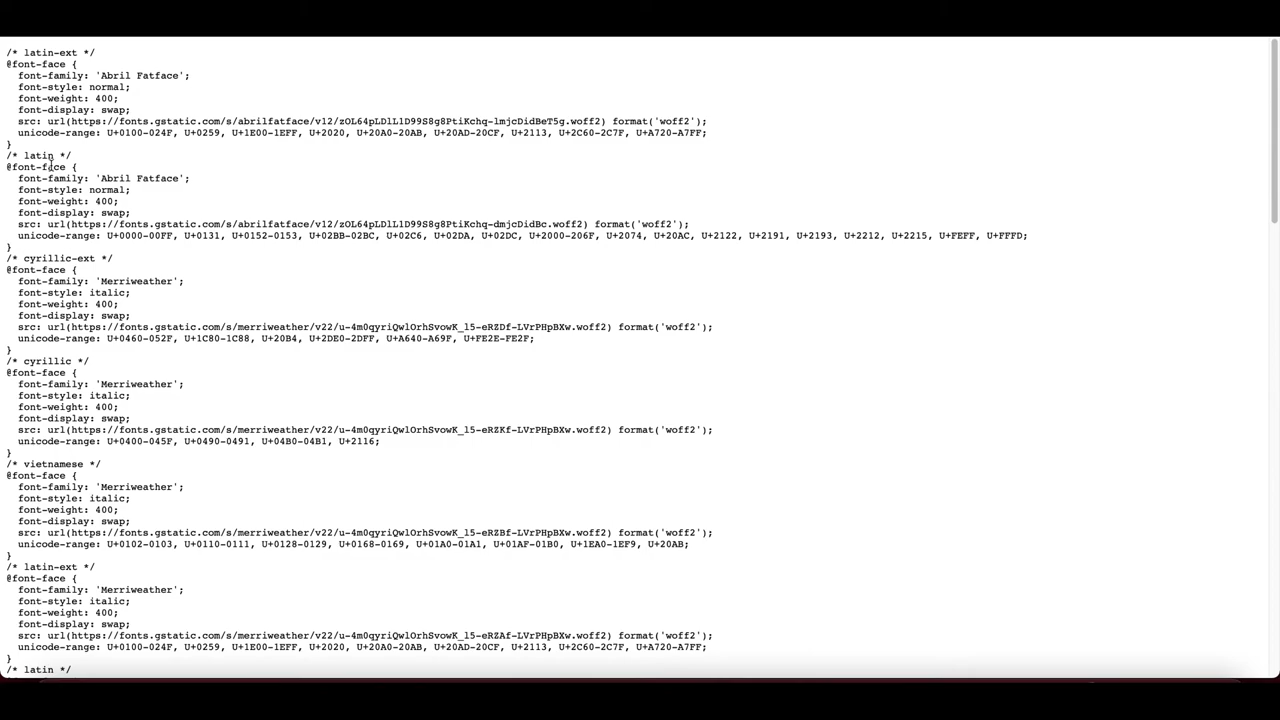 /* latin-ext */
@font-face {
  font-family: 'Abril Fatface';
  font-style: normal;
  font-weight: 400;
  font-display: swap;
  src: url(https://fonts.gstatic.com/s/abrilfatface/v12/zOL64pLDlL1D99S8g8PtiKchq-lmjcDidBeT5g.woff2) format('woff2');
  unicode-range: U+0100-024F, U+0259, U+1E00-1EFF, U+2020, U+20A0-20AB, U+20AD-20CF, U+2113, U+2C60-2C7F, U+A720-A7FF;
}
/* latin */
@font-face {
  font-family: 'Abril Fatface';
  font-style: normal;
  font-weight: 400;
  font-display: swap;
  src: url(https://fonts.gstatic.com/s/abrilfatface/v12/zOL64pLDlL1D99S8g8PtiKchq-dmjcDidBc.woff2) format('woff2');
  unicode-range: U+0000-00FF, U+0131, U+0152-0153, U+02BB-02BC, U+02C6, U+02DA, U+02DC, U+2000-206F, U+2074, U+20AC, U+2122, U+2191, U+2193, U+2212, U+2215, U+FEFF, U+FFFD;
}
/* cyrillic-ext */
@font-face {
  font-family: 'Merriweather';
  font-style: italic;
  font-weight: 400;
  font-display: swap;
  src: url(https://fonts.gstatic.com/s/merriweather/v22/u-4m0qyriQwlOrhSvowK_l5-eRZDf-LVrPHpBXw.woff2) format('woff2');
  unicode-range: U+0460-052F, U+1C80-1C88, U+20B4, U+2DE0-2DFF, U+A640-A69F, U+FE2E-FE2F;
}
/* cyrillic */
@font-face {
  font-family: 'Merriweather';
  font-style: italic;
  font-weight: 400;
  font-display: swap;
  src: url(https://fonts.gstatic.com/s/merriweather/v22/u-4m0qyriQwlOrhSvowK_l5-eRZKf-LVrPHpBXw.woff2) format('woff2');
  unicode-range: U+0400-045F, U+0490-0491, U+04B0-04B1, U+2116;
}
/* vietnamese */
@font-face {
  font-family: 'Merriweather';
  font-style: italic;
  font-weight: 400;
  font-display: swap;
  src: url(https://fonts.gstatic.com/s/merriweather/v22/u-4m0qyriQwlOrhSvowK_l5-eRZBf-LVrPHpBXw.woff2) format('woff2');
  unicode-range: U+0102-0103, U+0110-0111, U+0128-0129, U+0168-0169, U+01A0-01A1, U+01AF-01B0, U+1EA0-1EF9, U+20AB;
}
/* latin-ext */
@font-face {
  font-family: 'Merriweather';
  font-style: italic;
  font-weight: 400;
  font-display: swap;
  src: url(https://fonts.gstatic.com/s/merriweather/v22/u-4m0qyriQwlOrhSvowK_l5-eRZAf-LVrPHpBXw.woff2) format('woff2');
  unicode-range: U+0100-024F, U+0259, U+1E00-1EFF, U+2020, U+20A0-20AB, U+20AD-20CF, U+2113, U+2C60-2C7F, U+A720-A7FF;
}
/* latin */